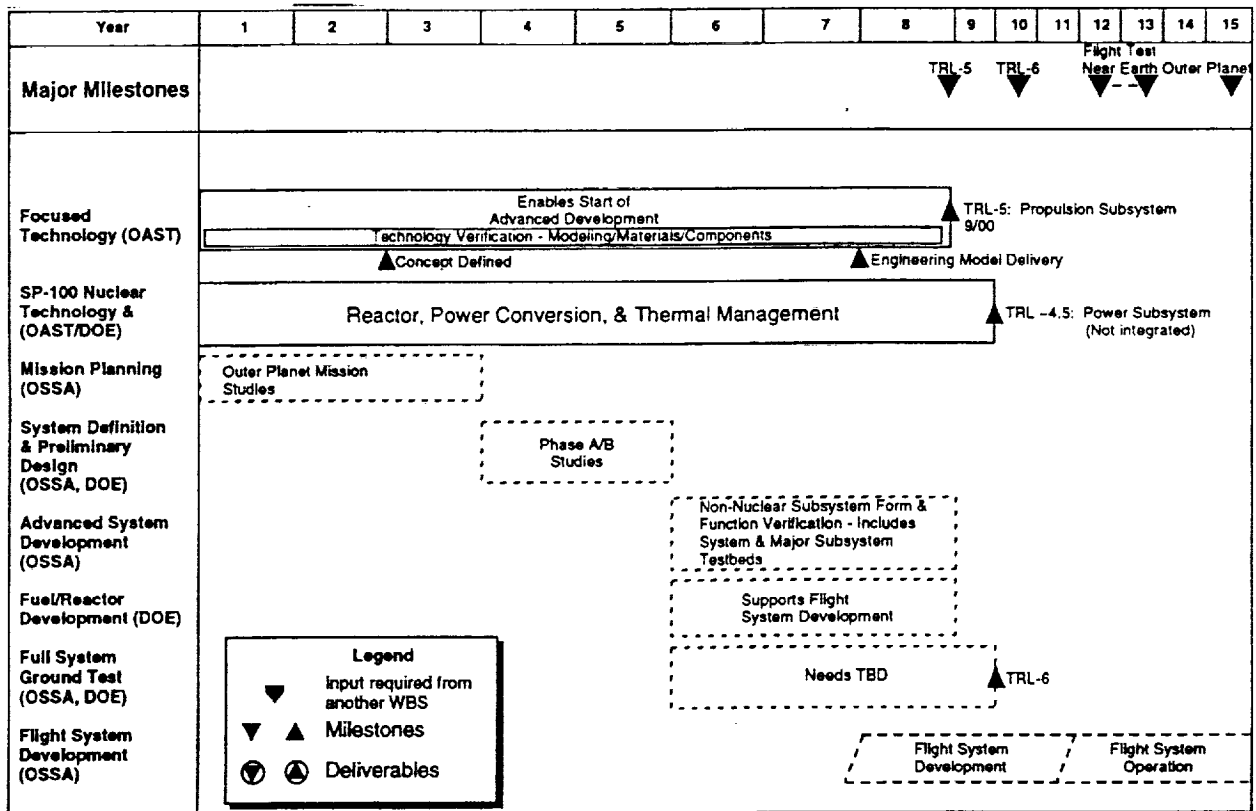 Year 1 2 3 4 5 6 7 8 9 10 11 12 13 14 15
Major Milestones
TRL-5
TRL-6
Flight Test
Near Earth Outer Planet
Focused
Technology (OAST)
Enables Start of
Advanced Development
Technology Verification - Modeling/Materials/Components
TRL-5: Propulsion Subsystem
9/00
Concept Defined
Engineering Model Delivery
SP-100 Nuclear
Technology &
(OAST/DOE)
Reactor, Power Conversion, & Thermal Management
TRL ~4.5: Power Subsystem
(Not integrated)
Mission Planning
(OSSA)
Outer Planet Mission
Studies
System Definition
& Preliminary
Design
(OSSA, DOE)
Phase A/B
Studies
Advanced System
Development
(OSSA)
Non-Nuclear Subsystem Form &
Function Verification - Includes
System & Major Subsystem
Testbeds
Fuel/Reactor
Development (DOE)
Supports Flight
System Development
Full System
Ground Test
(OSSA, DOE)
Needs TBD
TRL-6
Flight System
Development
(OSSA)
Flight System
Development
Flight System
Operation
Legend
Input required from
another WBS
Milestones
Deliverables